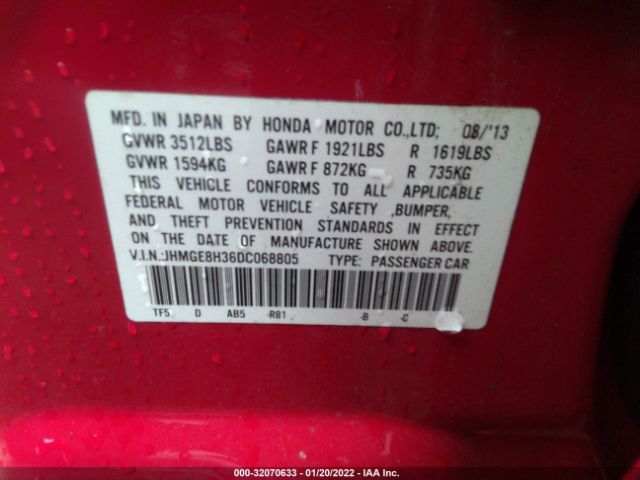 MFD. IN JAPAN BY HONDA MOTOR CO.,LTD; 08/'13
GVWR 3512LBS GAWR F 1921LBS R 1619LBS
GVWR 1594KG GAWR F 872KG R 735KG
THIS VEHICLE CONFORMS TO ALL APPLICABLE
FEDERAL MOTOR VEHICLE SAFETY ,BUMPER,
AND THEFT PREVENTION STANDARDS IN EFFECT
ON THE DATE OF MANUFACTURE SHOWN ABOVE.
V.I.N.:JHMGE8H36DC068805 TYPE: PASSENGER CAR
TF5 D AB5 -R81 -B -C
000-32070633 - 01/20/2022 - IAA Inc.